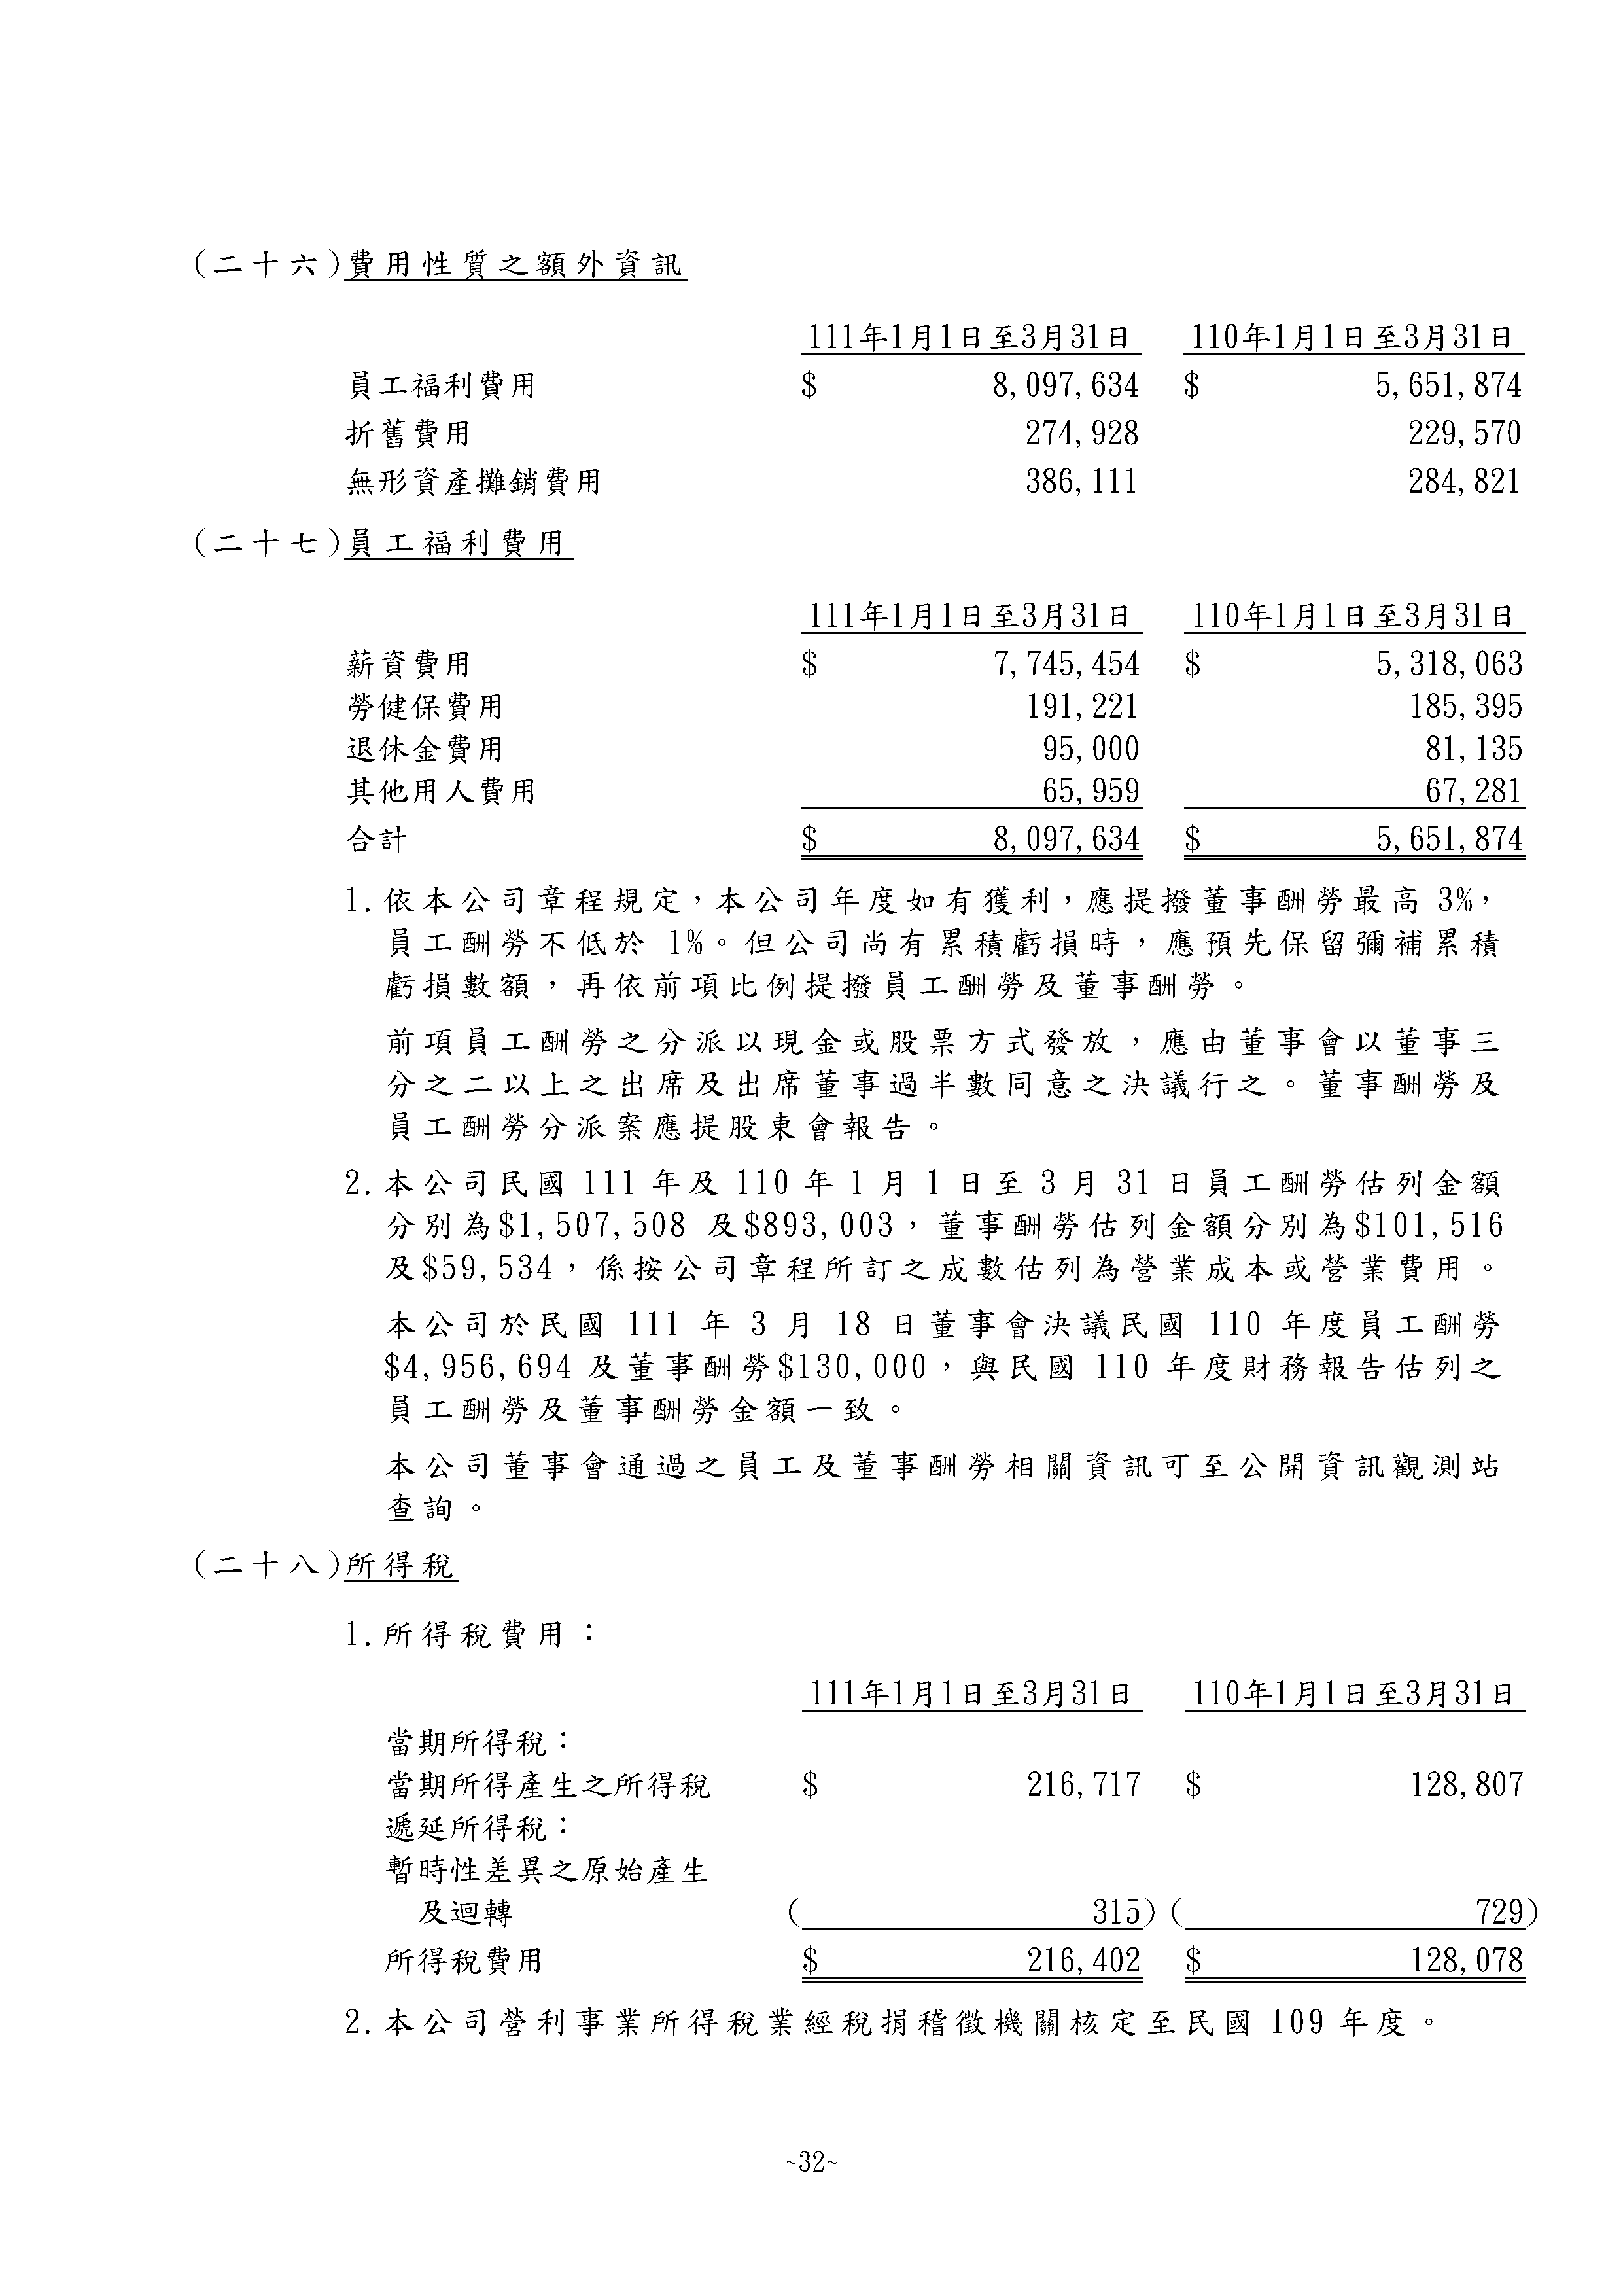 (二十六)費用性質之額外資訊
111年1月1日至3月31日 110年1月1日至3月31日
員工福利費用 $ 8,097,634 $ 5,651,874
折舊費用 274,928 229,570
無形資產攤銷費用 386,111 284,821
(二十七)員工福利費用
111年1月1日至3月31日 110年1月1日至3月31日
薪資費用 $ 7,745,454 $ 5,318,063
勞健保費用 191,221 185,395
退休金費用 95,000 81,135
其他用人費用 65,959 67,281
合計 $ 8,097,634 $ 5,651,874
1.依本公司章程規定，本公司年度如有獲利，應提撥董事酬勞最高 3%，
員工酬勞不低於 1%。但公司尚有累積虧損時，應預先保留彌補累積
虧損數額，再依前項比例提撥員工酬勞及董事酬勞。
前項員工酬勞之分派以現金或股票方式發放，應由董事會以董事三
分之二以上之出席及出席董事過半數同意之決議行之。董事酬勞及
員工酬勞分派案應提股東會報告。
2.本公司民國 111 年及 110 年 1 月 1 日至 3 月 31 日員工酬勞估列金額
分別為$1,507,508 及$893,003，董事酬勞估列金額分別為$101,516
及$59,534，係按公司章程所訂之成數估列為營業成本或營業費用。
本公司於民國 111 年 3 月 18 日董事會決議民國 110 年度員工酬勞
$4,956,694 及董事酬勞$130,000，與民國 110 年度財務報告估列之
員工酬勞及董事酬勞金額一致。
本公司董事會通過之員工及董事酬勞相關資訊可至公開資訊觀測站
查詢。
(二十八)所得稅
1.所得稅費用：
111年1月1日至3月31日 110年1月1日至3月31日
當期所得稅：
當期所得產生之所得稅 $ 216,717 $ 128,807
遞延所得稅：
暫時性差異之原始產生
及迴轉 ( 315) ( 729)
所得稅費用 $ 216,402 $ 128,078
2.本公司營利事業所得稅業經稅捐稽徵機關核定至民國 109 年度。
~32~